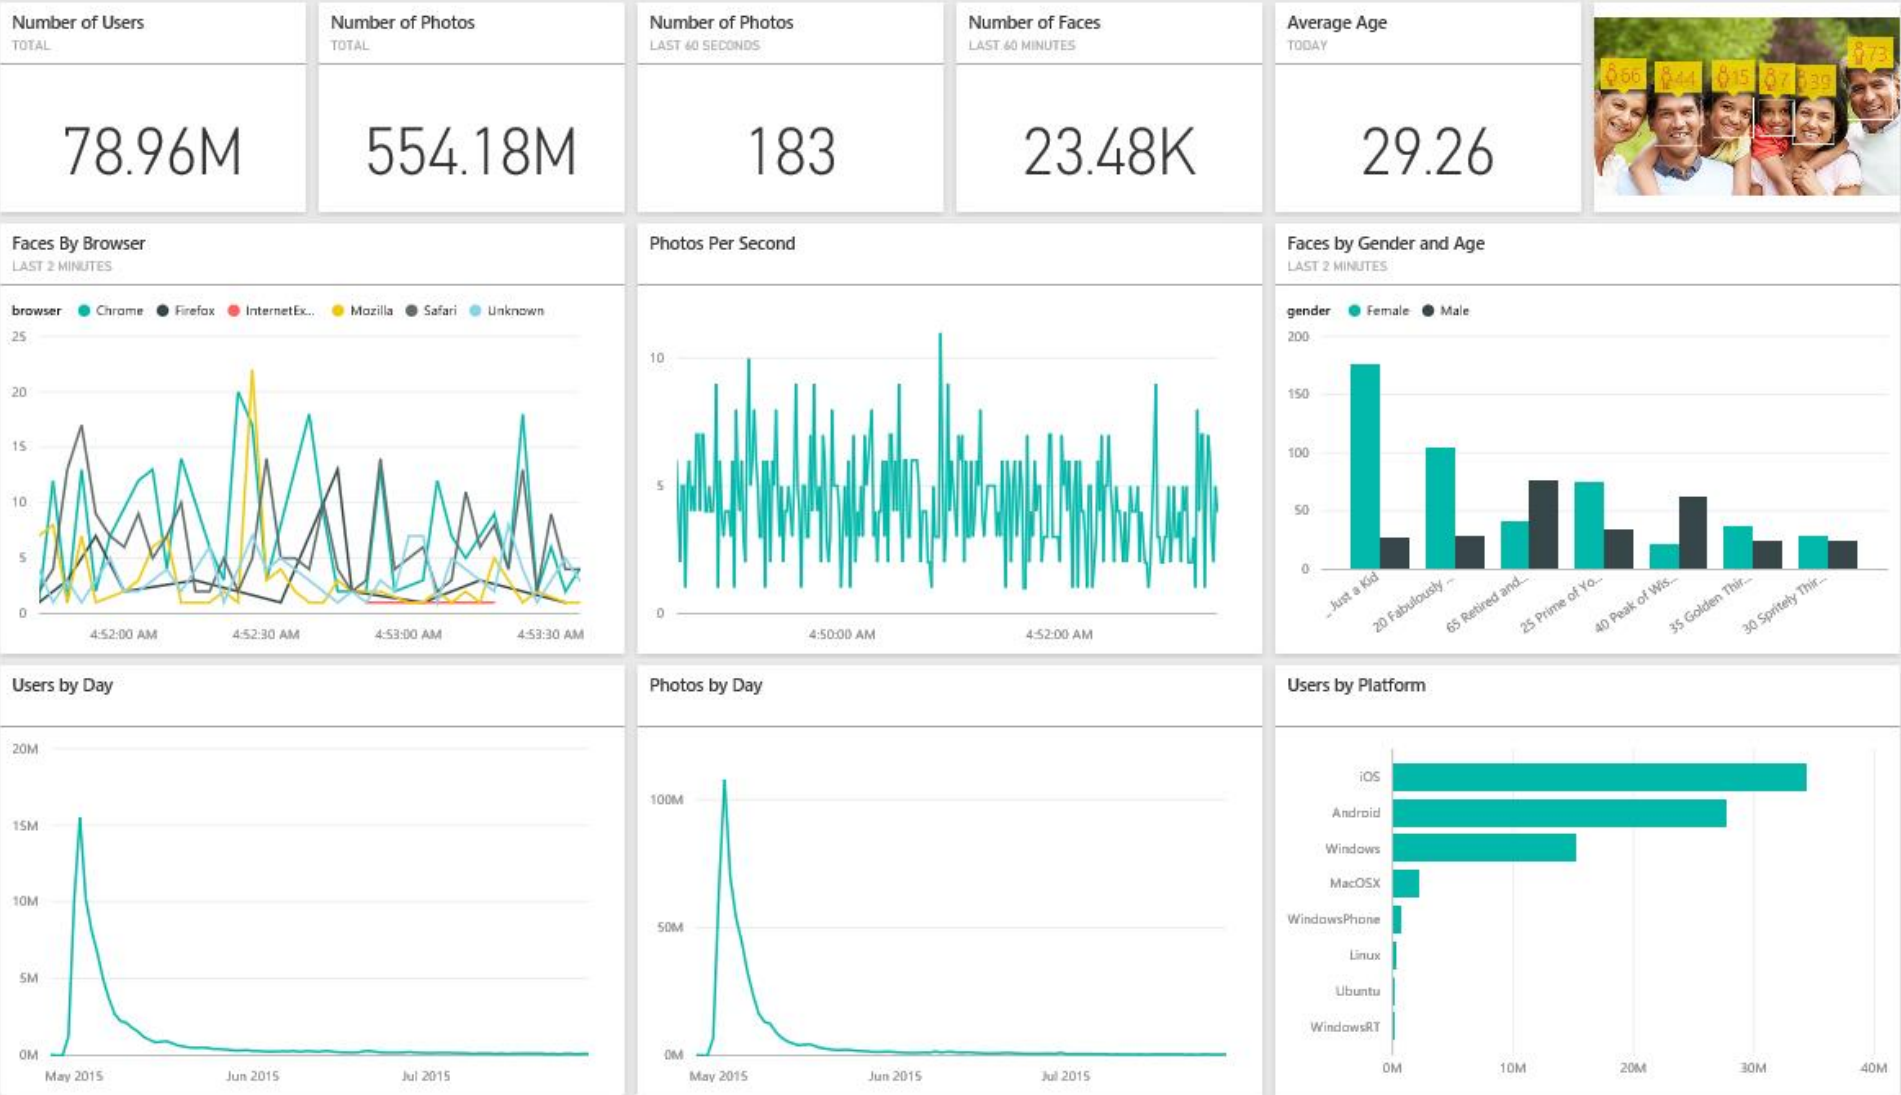 Number of Users
TOTAL
78.96M
Number of Photos
TOTAL
554.18M
Number of Photos
LAST 60 SECONDS
183
Number of Faces
LAST 60 MINUTES
23.48K
Average Age
TODAY
29.26
66
44
15
7
39
73
Faces By Browser
LAST 2 MINUTES
browser Chrome Firefox InternetEx... Mozilla Safari Unknown
25
20
15
10
5
0
4:52:00 AM 4:52:30 AM 4:53:00 AM 4:53:30 AM
Photos Per Second
10
5
0
4:50:00 AM 4:52:00 AM
Faces by Gender and Age
LAST 2 MINUTES
gender Female Male
200
150
100
50
0
_ Just a Kid
20 Fabulously ...
65 Retired and...
25 Prime of Yo...
40 Peak of Wis...
35 Golden Thir...
30 Spritely Thir...
Users by Day
20M
15M
10M
5M
0M
May 2015 Jun 2015 Jul 2015
Photos by Day
100M
50M
0M
May 2015 Jun 2015 Jul 2015
Users by Platform
iOS
Android
Windows
MacOSX
WindowsPhone
Linux
Ubuntu
WindowsRT
0M 10M 20M 30M 40M